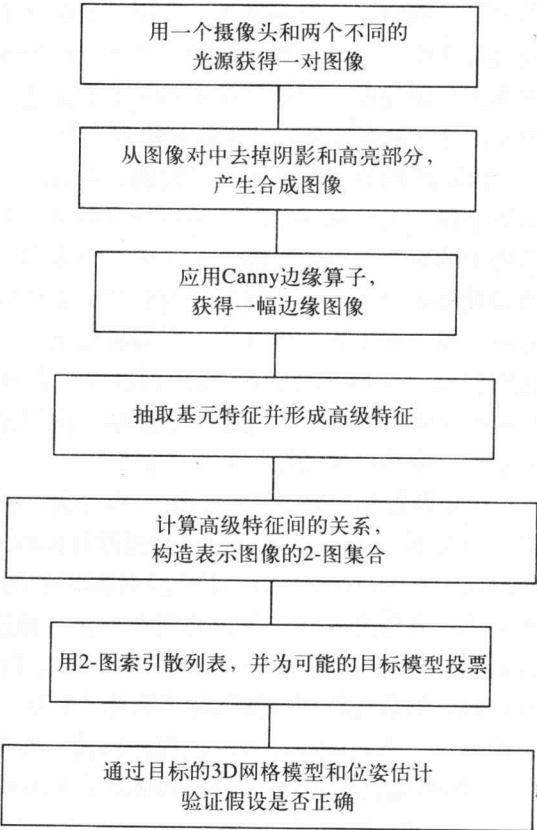 用一个摄像头和两个不同的
光源获得一对图像
从图像对中去掉阴影和高亮部分，
产生合成图像
应用Canny边缘算子，
获得一幅边缘图像
抽取基元特征并形成高级特征
计算高级特征间的关系，
构造表示图像的2-图集合
用2-图索引散列表，并为可能的目标模型投票
通过目标的3D网格模型和位姿估计
验证假设是否正确